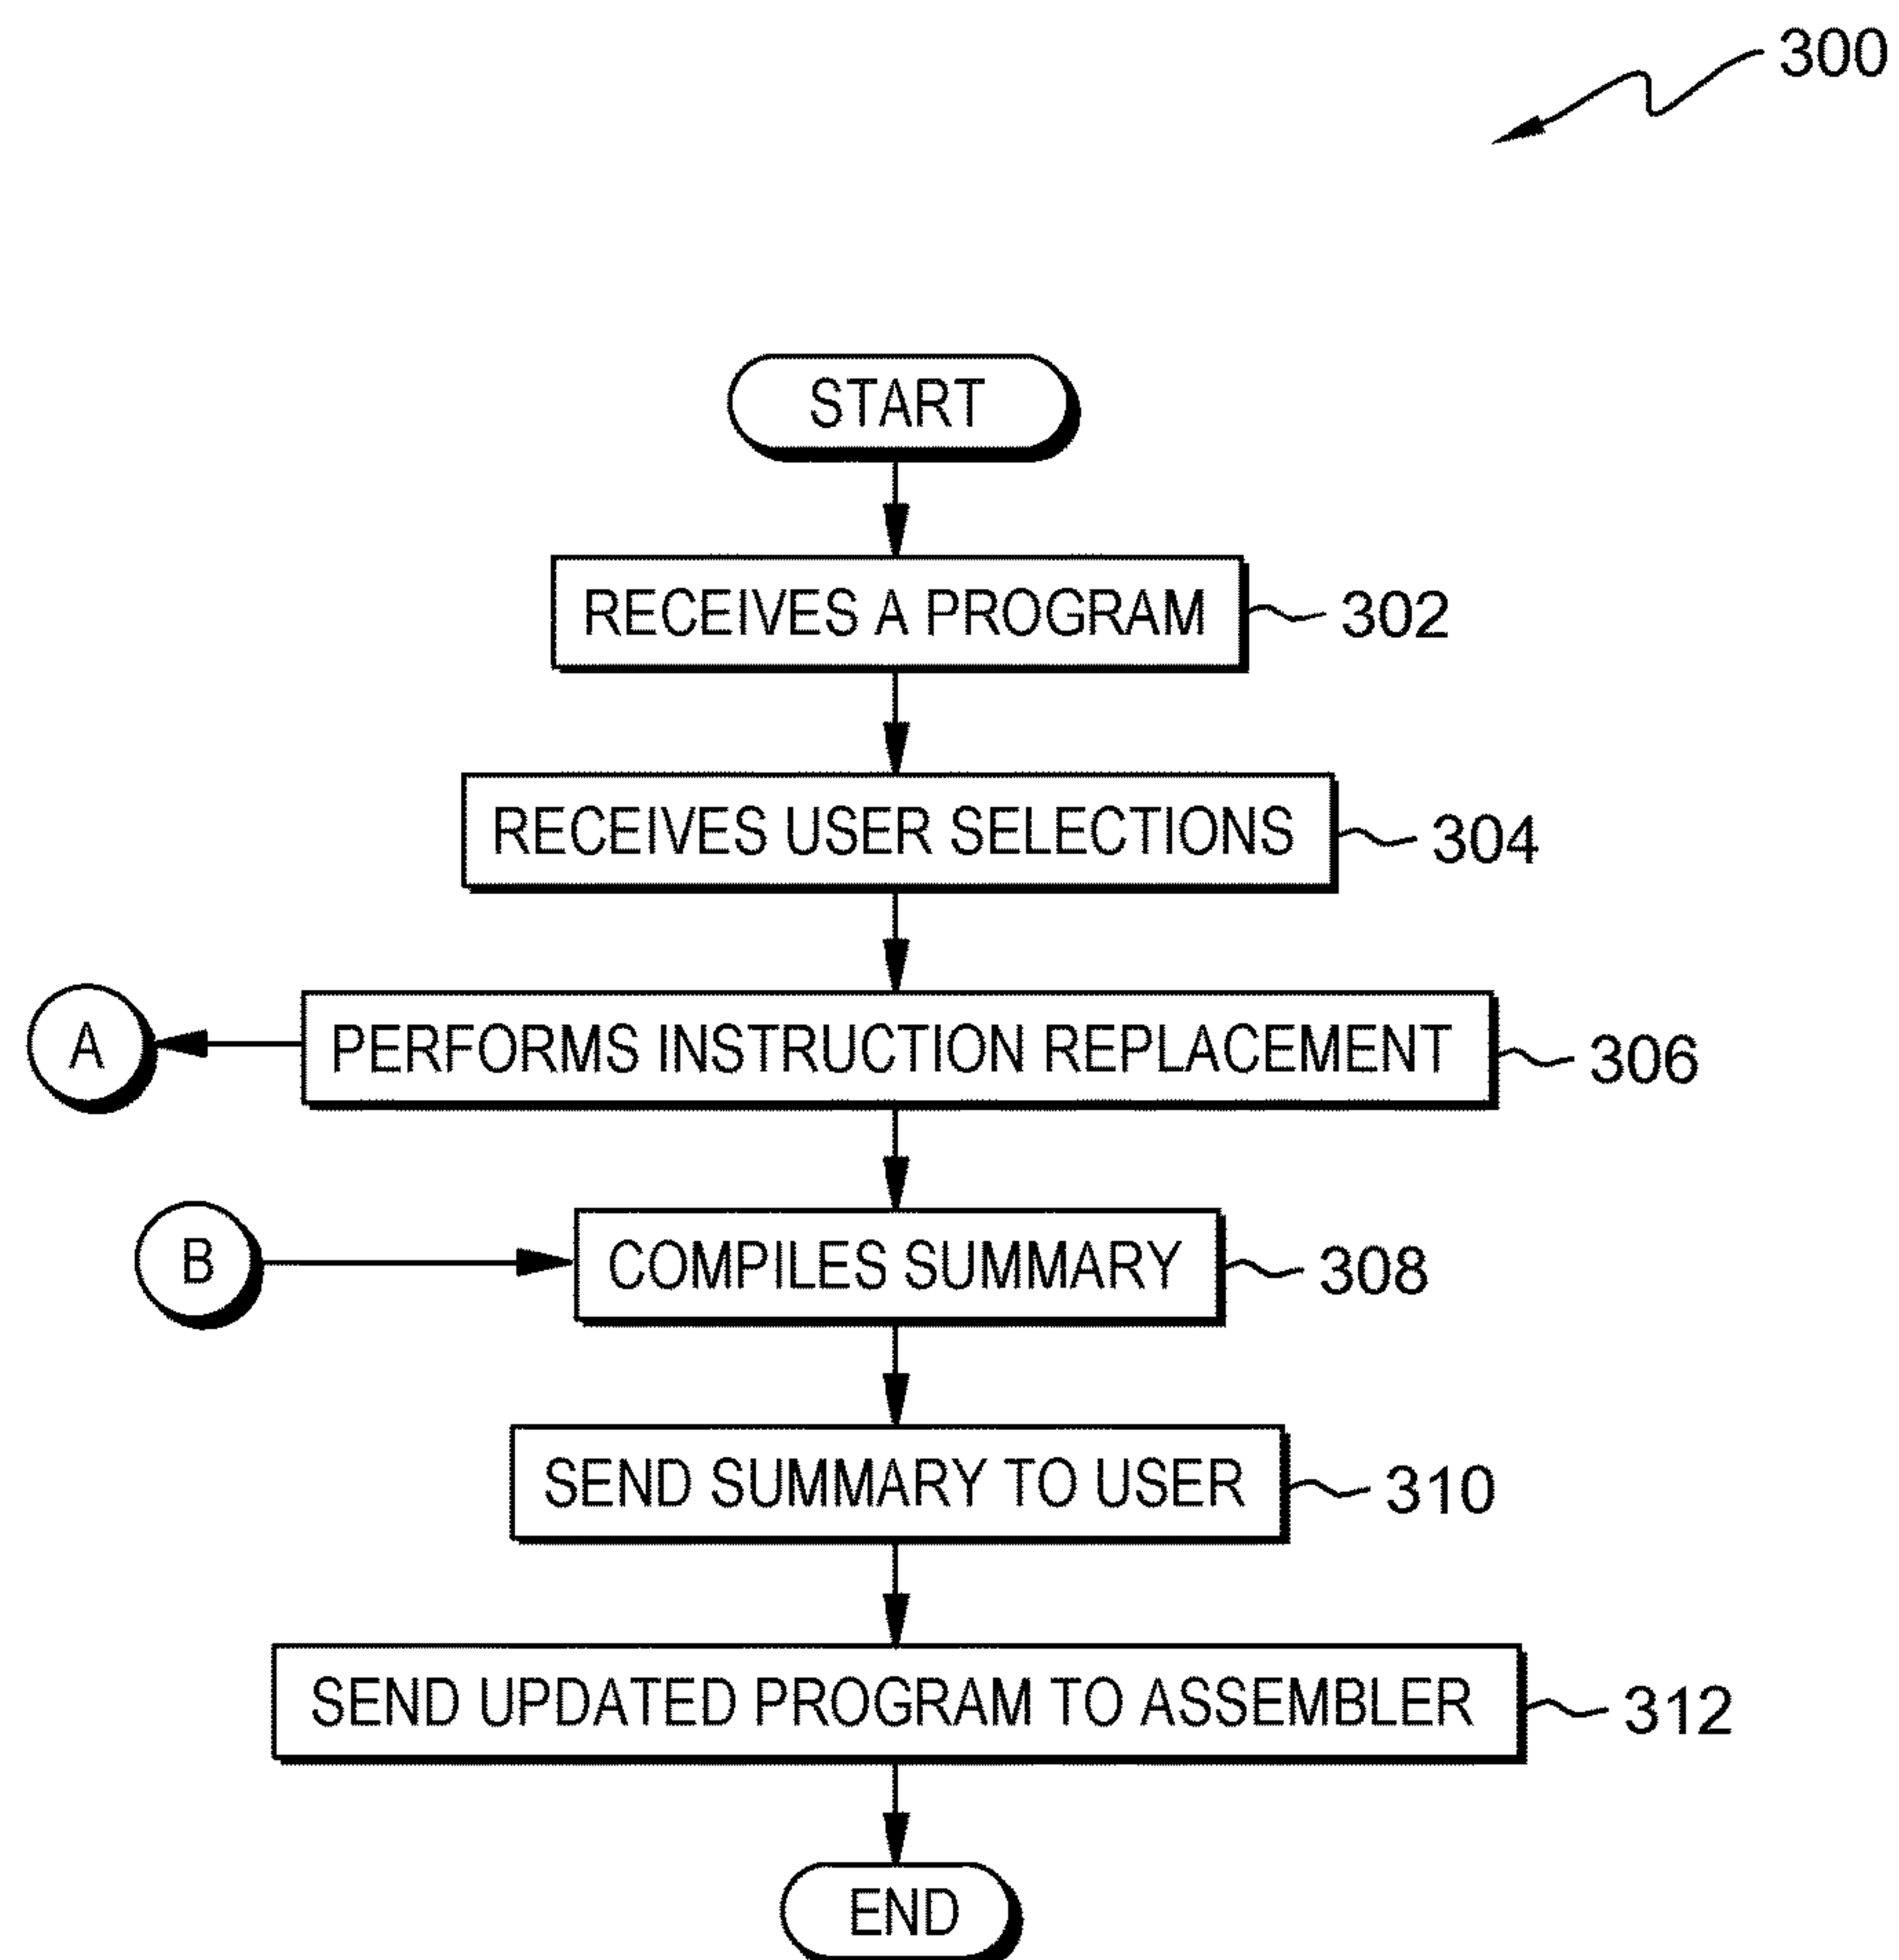 300
START
RECEIVES A PROGRAM
302
RECEIVES USER SELECTIONS
304
A
PERFORMS INSTRUCTION REPLACEMENT
306
B
COMPILES SUMMARY
308
SEND SUMMARY TO USER
310
SEND UPDATED PROGRAM TO ASSEMBLER
312
END